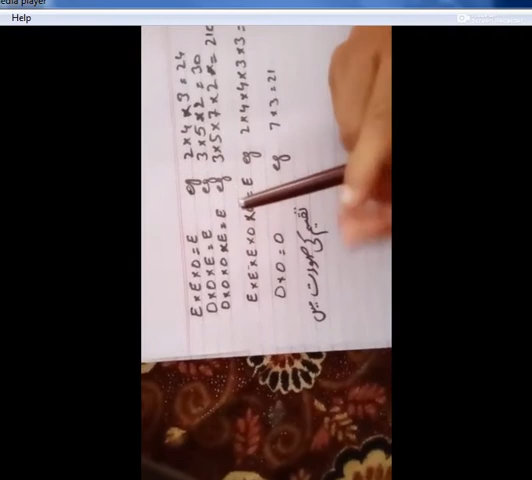 Help
E×E×O=E eg 2×4×3=24
O×O×E=E eg 3×5×2=30
O×O×O×E=E eg 3×5×7×2=210
E×E×E×O×O=E eg 2×4×4×3×3=
O×O=O eg 7×3=21
تقسیم کی صورت میں